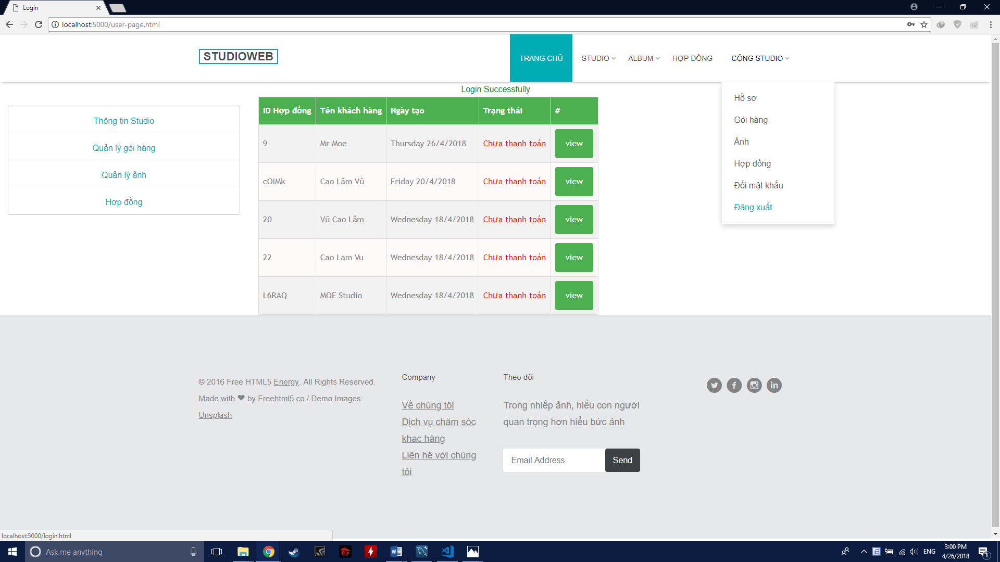 Login
localhost:5000/user-page.html
STUDIOWEB
TRANG CHỦ
STUDIO
ALBUM
HỢP ĐỒNG
CỘNG STUDIO
Login Successfully
Hồ sơ
Gói hàng
Ảnh
Hợp đồng
Đổi mật khẩu
Đăng xuất
Thông tin Studio
Quản lý gói hàng
Quản lý ảnh
Hợp đồng
ID Hợp đồng Tên khách hàng Ngày tạo Trạng thái #
9 Mr Moe Thursday 26/4/2018 Chưa thanh toán view
cOIMk Cao Lâm Vũ Friday 20/4/2018 Chưa thanh toán view
20 Vũ Cao Lâm Wednesday 18/4/2018 Chưa thanh toán view
22 Cao Lam Vu Wednesday 18/4/2018 Chưa thanh toán view
L6RAQ MOE Studio Wednesday 18/4/2018 Chưa thanh toán view
© 2016 Free HTML5 Energy. All Rights Reserved.
Made with ❤ by Freehtml5.co / Demo Images:
Unsplash
Company
Về chúng tôi
Dịch vụ chăm sóc
khac hàng
Liên hệ với chúng
tôi
Theo dõi
Trong nhiếp ảnh, hiểu con người
quan trọng hơn hiểu bức ảnh
Email Address
Send
localhost:5000/login.html
Ask me anything
ENG
3:00 PM
4/26/2018
1